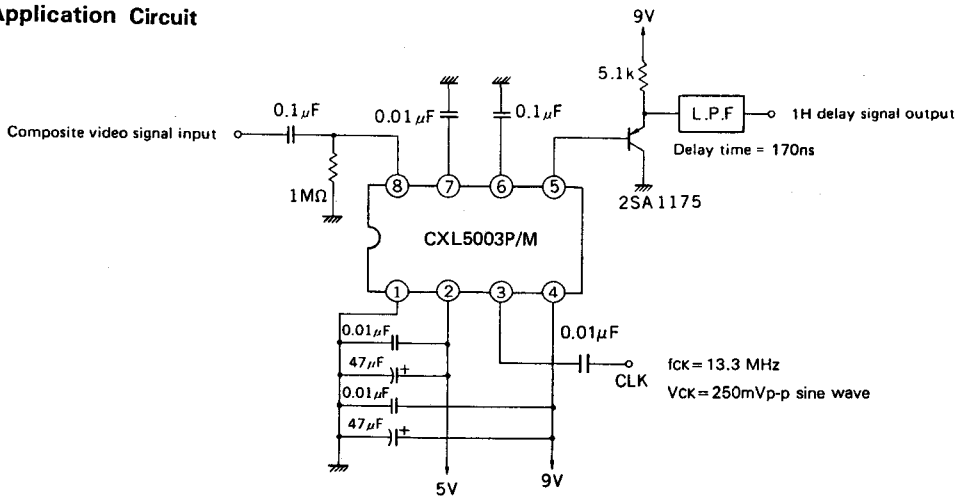 Application Circuit
9V
5.1k
0.1μF
0.01μF
0.1μF
L.P.F
1H delay signal output
Composite video signal input
Delay time = 170ns
1MΩ
8
7
6
5
2SA1175
CXL5003P/M
1
2
3
4
0.01μF
0.01μF
47μF
+
fCK=13.3 MHz
CLK
0.01μF
VCK=250mVp-p sine wave
47μF
+
5V
9V